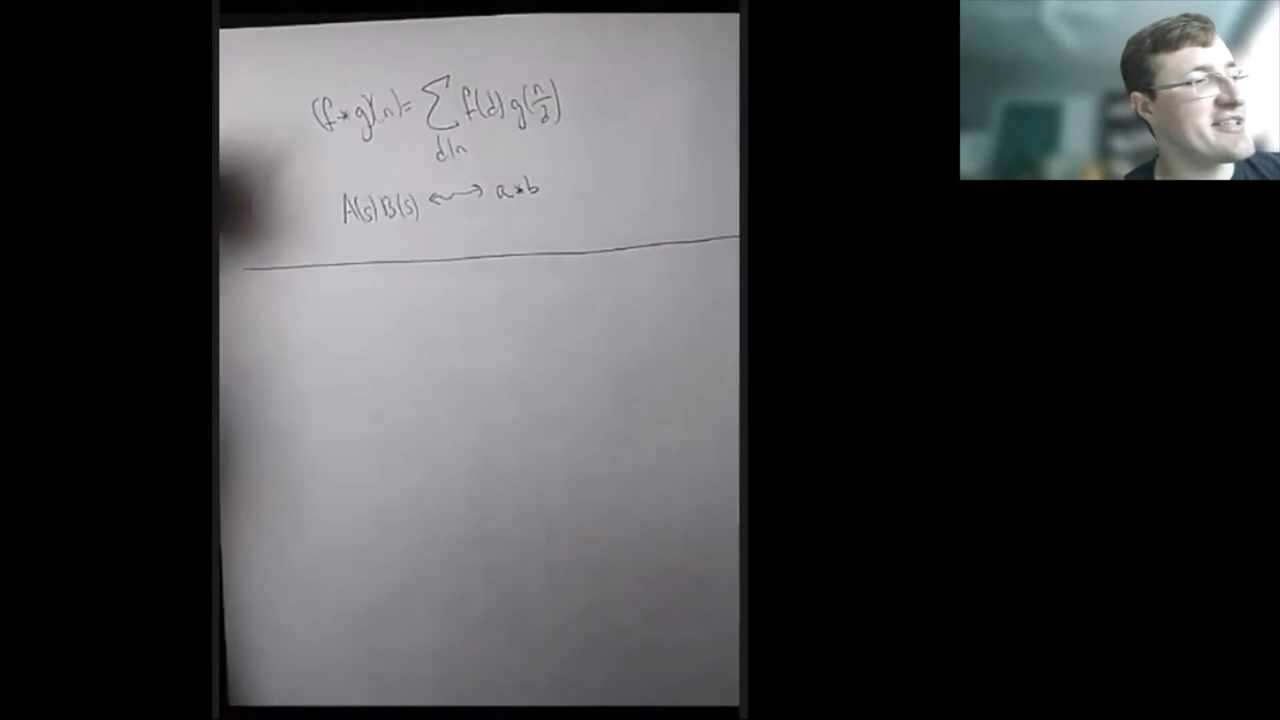 (f * g)(n) = ∑_{d|n} f(d) g(n/d)
A(s) B(s) ⟷ a * b